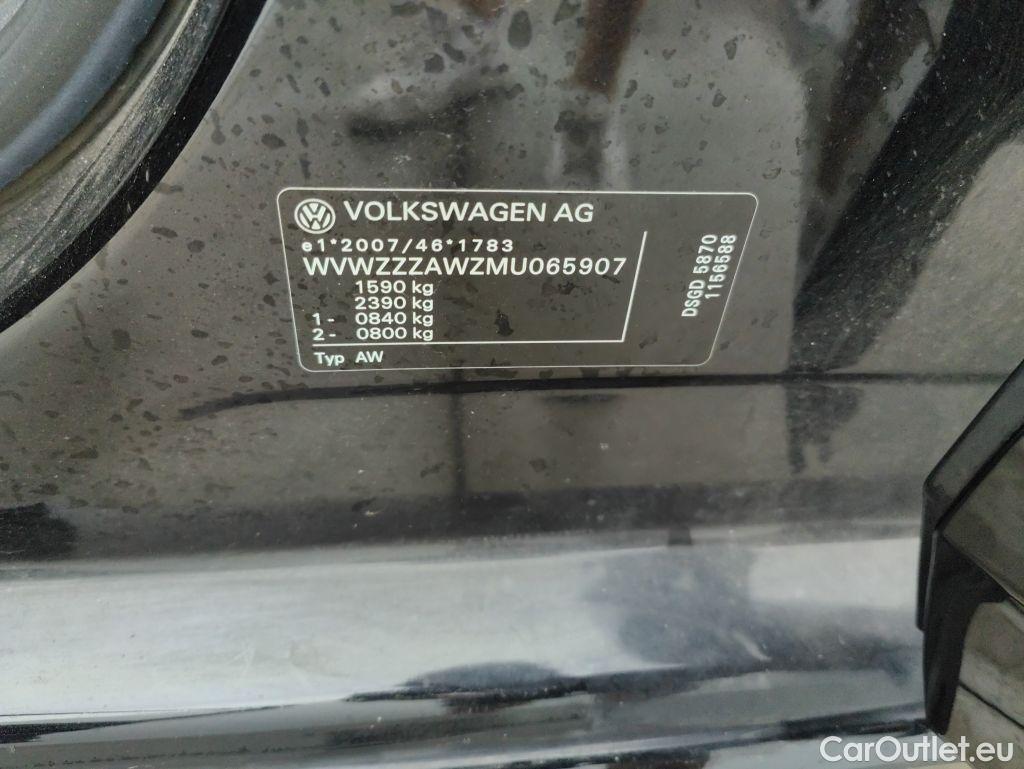 VOLKSWAGEN AG
e1*2007/46*1783
WVWZZZAWZMU065907
1590 kg
2390 kg
1- 0840 kg
2- 0800 kg
Typ AW
DSGD 5870
1156588
CarOutlet.eu